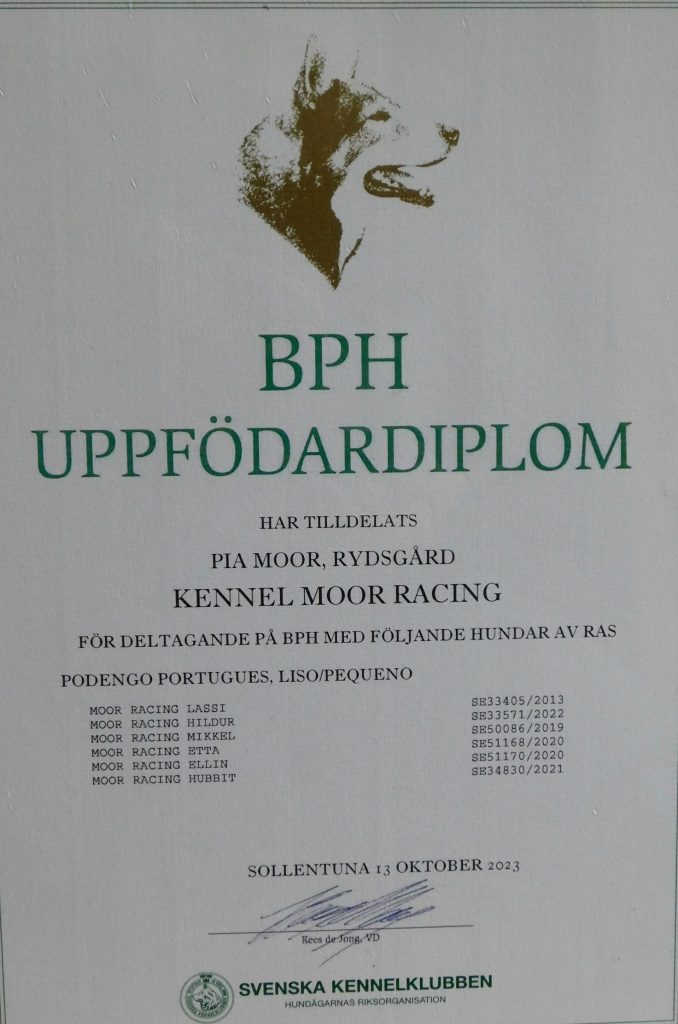 BPH
UPPFÖDARDIPLOM
HAR TILLDELATS
PIA MOOR, RYDSGÅRD
KENNEL MOOR RACING
FÖR DELTAGANDE PÅ BPH MED FÖLJANDE HUNDAR AV RAS
PODENGO PORTUGUES, LISO/PEQUENO
MOOR RACING LASSI SE33405/2013
MOOR RACING HILDUR SE33571/2022
MOOR RACING MIKKEL SE50086/2019
MOOR RACING ETTA SE51168/2020
MOOR RACING ELLIN SE51170/2020
MOOR RACING HUBBIT SE34830/2021
SOLLENTUNA 13 OKTOBER 2023
Kees de Jong, VD
SVENSKA KENNELKLUBBEN
HUNDÄGARNAS RIKSORGANISATION